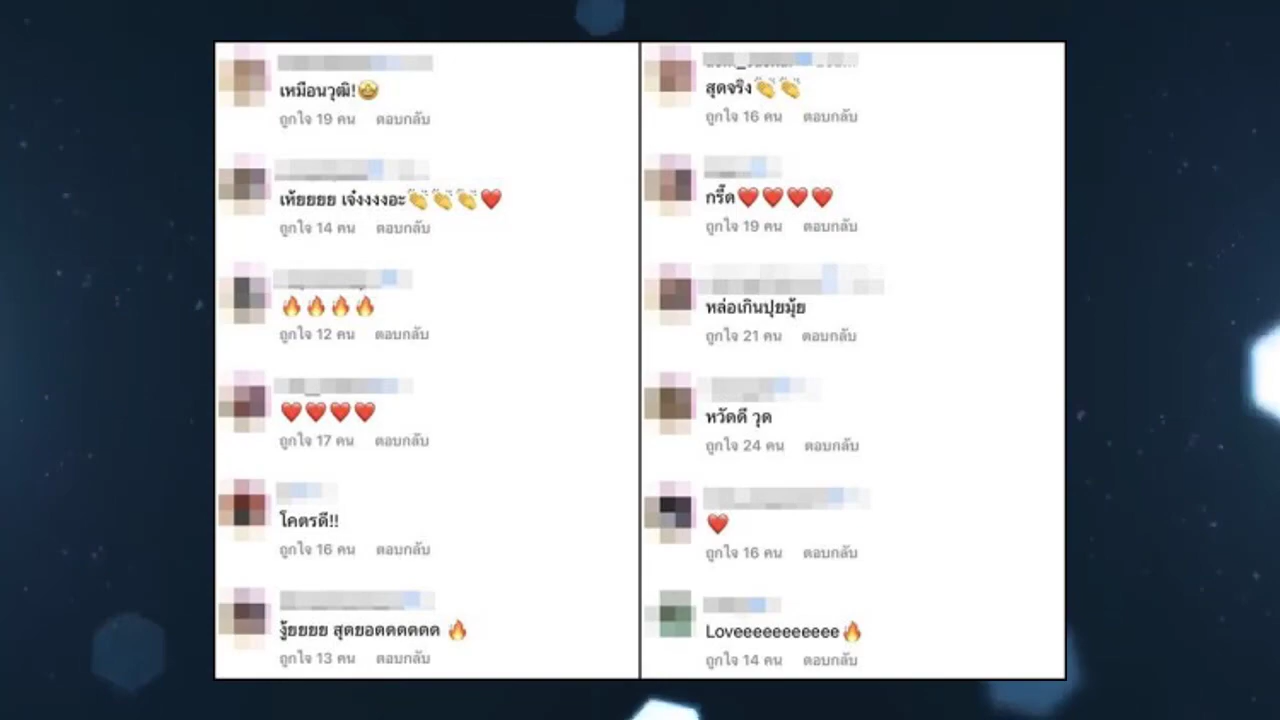 เหมือนวุฒิ!🤩
ถูกใจ 19 คน ตอบกลับ
เห้ยยยย เจ๋งงงงอะ👏👏👏❤️
ถูกใจ 14 คน ตอบกลับ
🔥🔥🔥🔥
ถูกใจ 12 คน ตอบกลับ
❤️❤️❤️❤️
ถูกใจ 17 คน ตอบกลับ
โคตรดี!!
ถูกใจ 16 คน ตอบกลับ
งู้ยยยย สุดยอดดดดดด 🔥
ถูกใจ 13 คน ตอบกลับ
สุดจริง👏👏
ถูกใจ 16 คน ตอบกลับ
กรี๊ด❤️❤️❤️❤️
ถูกใจ 19 คน ตอบกลับ
หล่อเกินปุยมุ้ย
ถูกใจ 21 คน ตอบกลับ
หวัดดี วุด
ถูกใจ 24 คน ตอบกลับ
❤️
ถูกใจ 16 คน ตอบกลับ
Loveeeeeeeeeeee🔥
ถูกใจ 14 คน ตอบกลับ